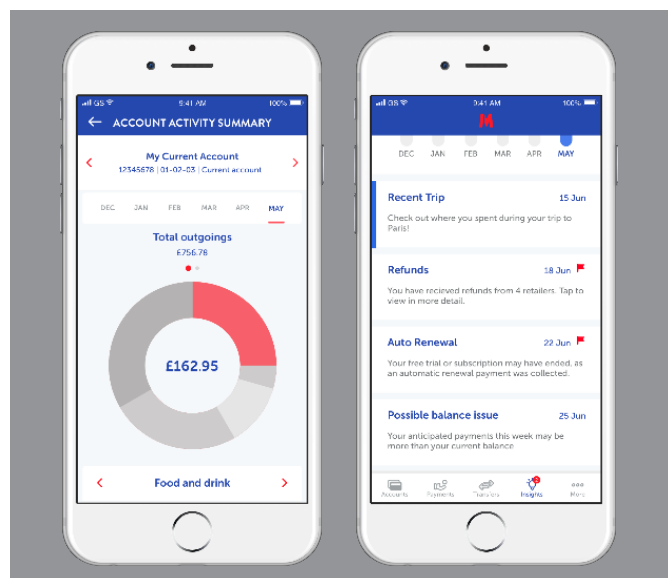 GS 9:41 AM 100%
← ACCOUNT ACTIVITY SUMMARY
My Current Account
12345678 | 01-02-03 | Current account
DEC JAN FEB MAR APR MAY
Total outgoings
£756.78
£162.95
Food and drink
GS 9:41 AM 100%
M
DEC JAN FEB MAR APR MAY
Recent Trip 15 Jun
Check out where you spent during your trip to
Paris!
Refunds 18 Jun
You have recieved refunds from 4 retailers. Tap to
view in more detail.
Auto Renewal 22 Jun
Your free trial or subscription may have ended, as
an automatic renewal payment was collected.
Possible balance issue 25 Jun
Your anticipated payments this week may be
more than your current balance
Accounts Payments Transfers Insights More